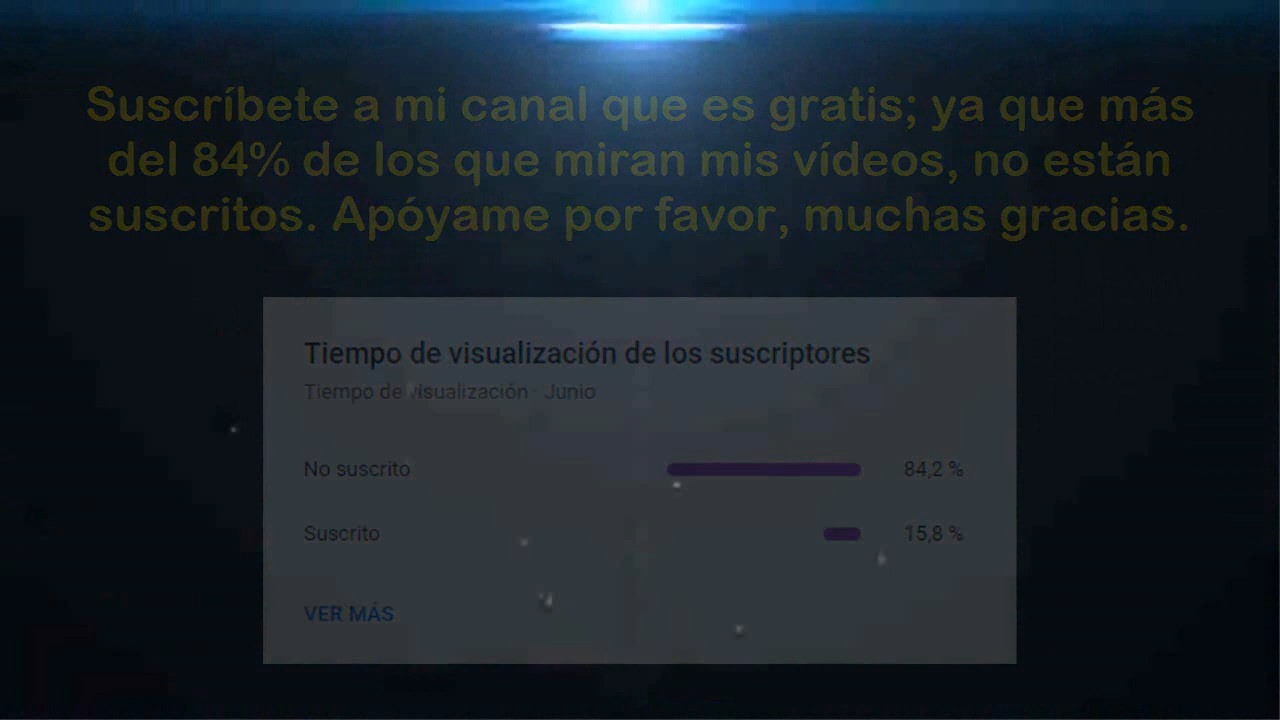 Suscríbete a mi canal que es gratis; ya que más
del 84% de los que miran mis vídeos, no están
suscritos. Apóyame por favor, muchas gracias.
Tiempo de visualización de los suscriptores
Tiempo de visualización · Junio
No suscrito 84,2 %
Suscrito 15,8 %
VER MÁS